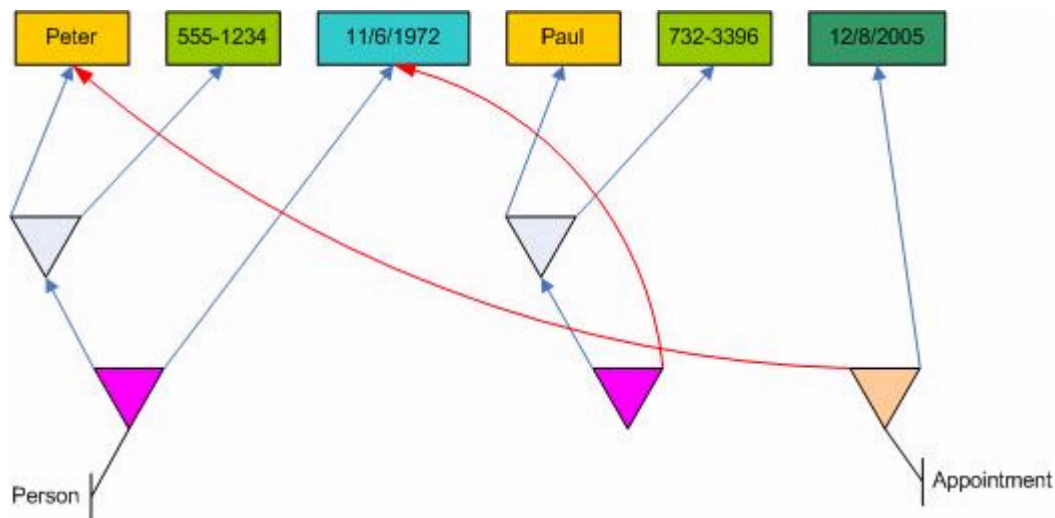 Peter
555-1234
11/6/1972
Paul
732-3396
12/8/2005
Person
Appointment